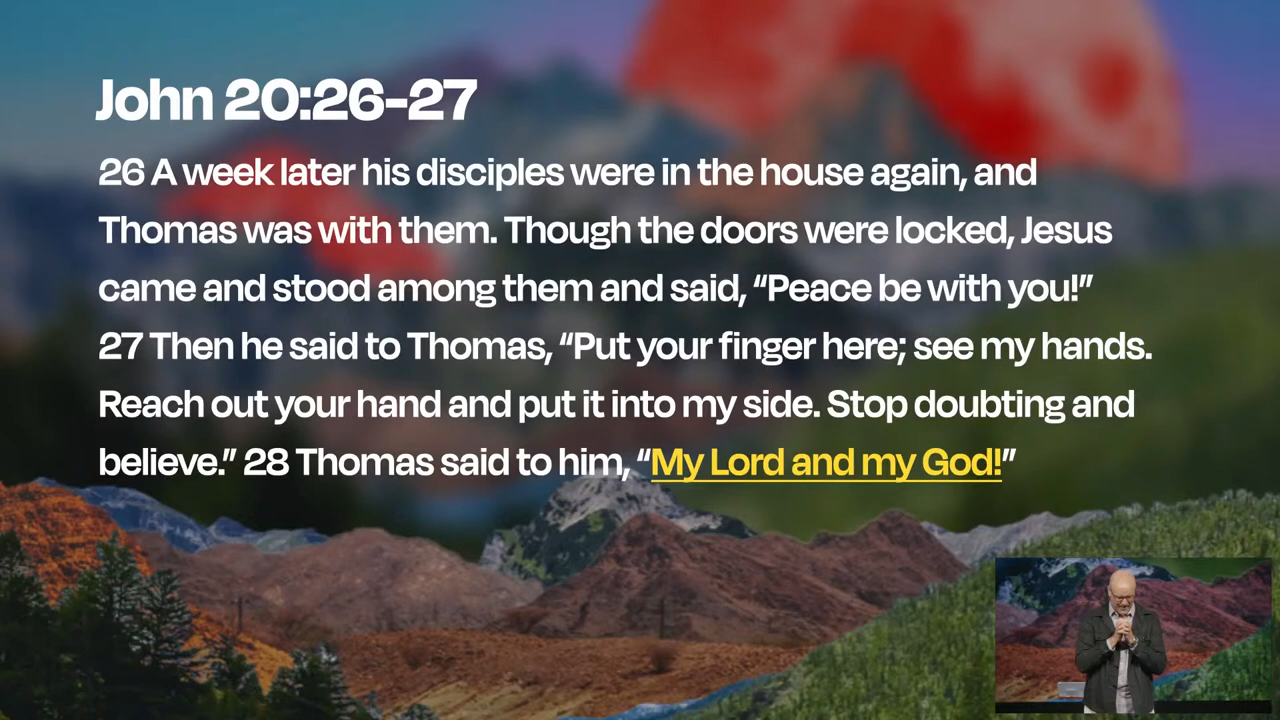 John 20:26-27
26 A week later his disciples were in the house again, and
Thomas was with them. Though the doors were locked, Jesus
came and stood among them and said, “Peace be with you!”
27 Then he said to Thomas, “Put your finger here; see my hands.
Reach out your hand and put it into my side. Stop doubting and
believe.” 28 Thomas said to him, “My Lord and my God!”